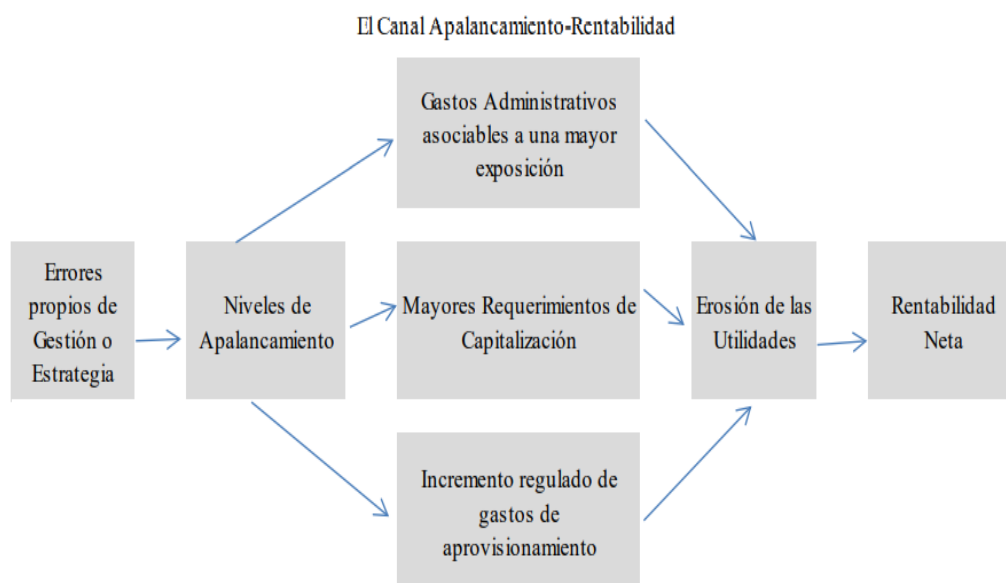 El Canal Apalancamiento-Rentabilidad
Gastos Administrativos
asociables a una mayor
exposición
Errores
propios de
Gestión o
Estrategia
Niveles de
Apalancamiento
Mayores Requerimientos de
Capitalización
Erosión de las
Utilidades
Rentabilidad
Neta
Incremento regulado de
gastos de
aprovisionamiento